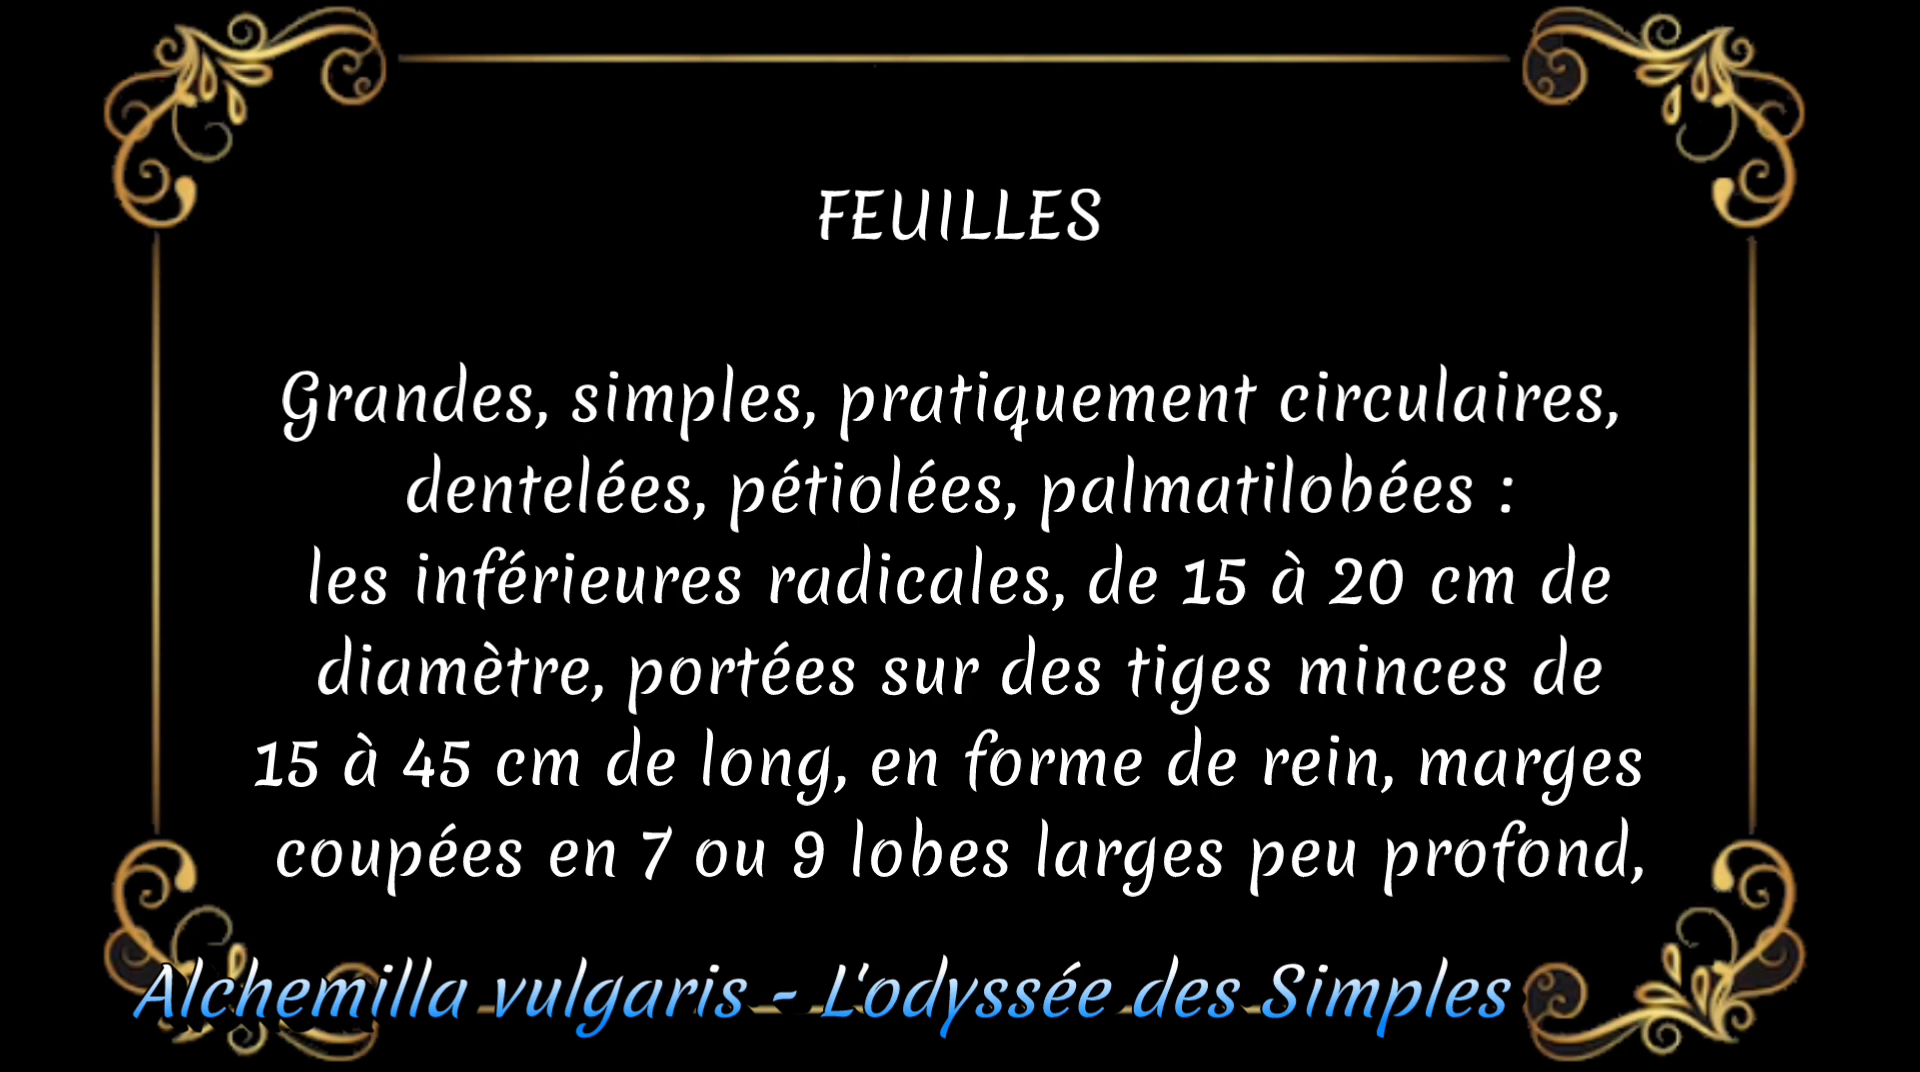 FEUILLES
Grandes, simples, pratiquement circulaires,
dentelées, pétiolées, palmatilobées :
les inférieures radicales, de 15 à 20 cm de
diamètre, portées sur des tiges minces de
15 à 45 cm de long, en forme de rein, marges
coupées en 7 ou 9 lobes larges peu profond,
Alchemilla vulgaris - L'odyssée des Simples